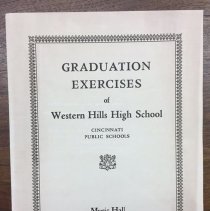 GRADUATION
EXERCISES
of
Western Hills High School
CINCINNATI
PUBLIC SCHOOLS
Music Hall